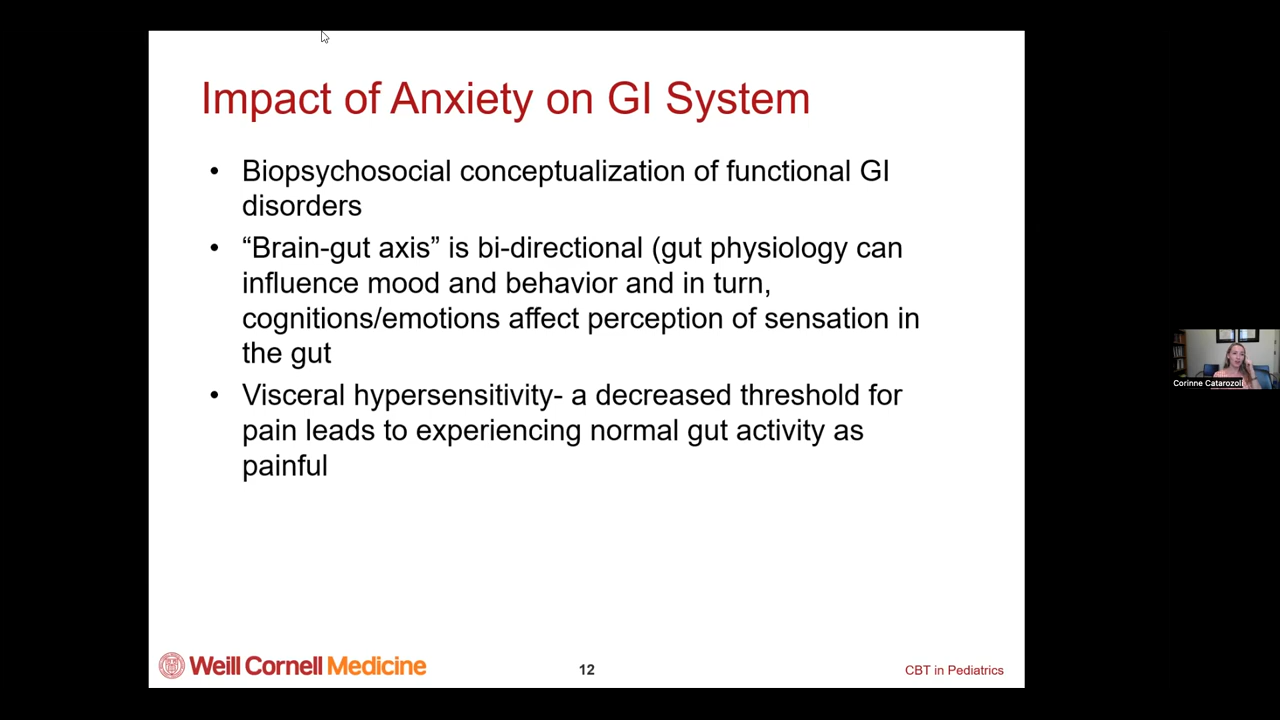 Impact of Anxiety on GI System
• Biopsychosocial conceptualization of functional GI
disorders
• “Brain-gut axis” is bi-directional (gut physiology can
influence mood and behavior and in turn,
cognitions/emotions affect perception of sensation in
the gut
• Visceral hypersensitivity- a decreased threshold for
pain leads to experiencing normal gut activity as
painful
Corinne Catarozoli
Weill Cornell Medicine
12
CBT in Pediatrics